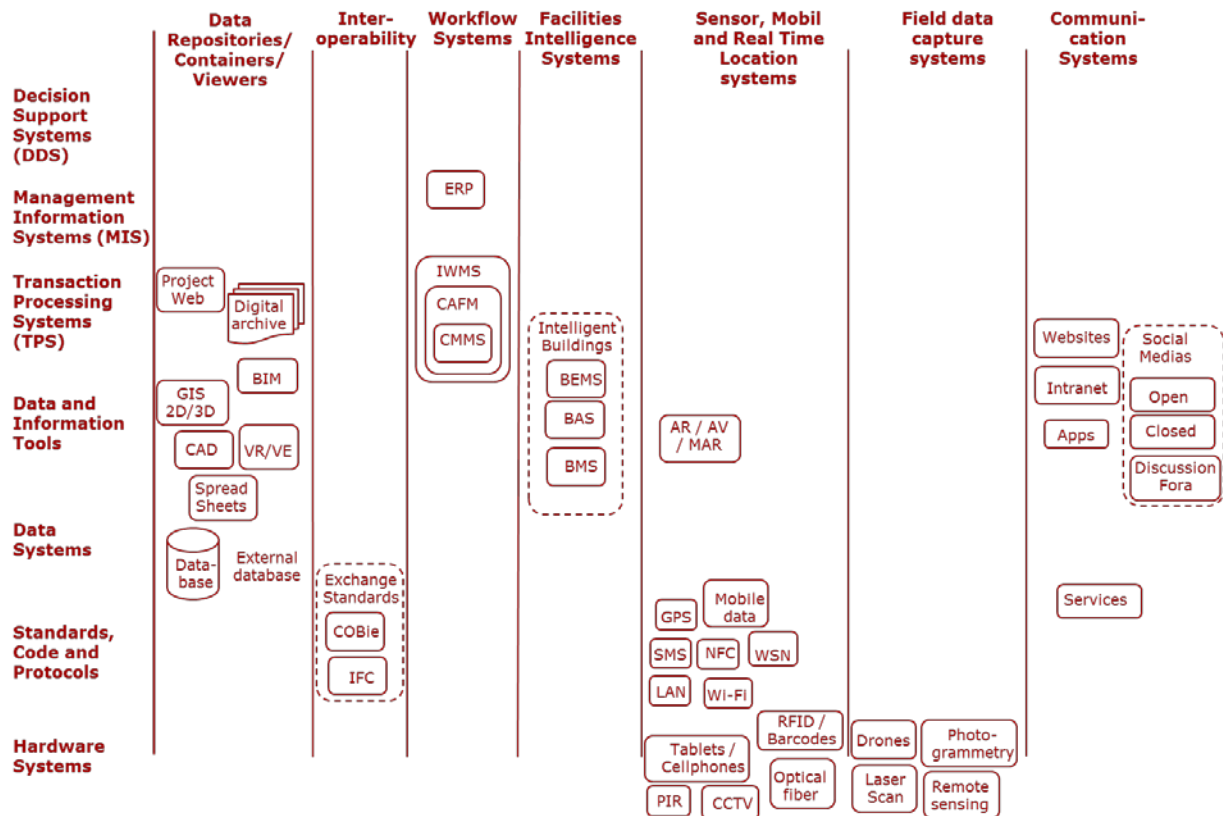 Data
Repositories/
Containers/
Viewers
Inter-
operability
Workflow
Systems
Facilities
Intelligence
Systems
Sensor, Mobil
and Real Time
Location
systems
Field data
capture
systems
Communi-
cation
Systems
Decision
Support
Systems
(DDS)
Management
Information
Systems (MIS)
ERP
Transaction
Processing
Systems
(TPS)
Project
Web
Digital
archive
IWMS
CAFM
CMMS
Intelligent
Buildings
Websites
Social
Medias
Data and
Information
Tools
BIM
GIS
2D/3D
CAD
VR/VE
Spread
Sheets
BEMS
BAS
BMS
AR / AV
/ MAR
Intranet
Apps
Open
Closed
Discussion
Fora
Data
Systems
Data-
base
External
database
Exchange
Standards
Services
Standards,
Code and
Protocols
COBie
IFC
GPS
Mobile
data
SMS
NFC
WSN
LAN
Wi-Fi
Hardware
Systems
RFID /
Barcodes
Tablets /
Cellphones
Optical
fiber
PIR
CCTV
Drones
Photo-
grammetry
Laser
Scan
Remote
sensing